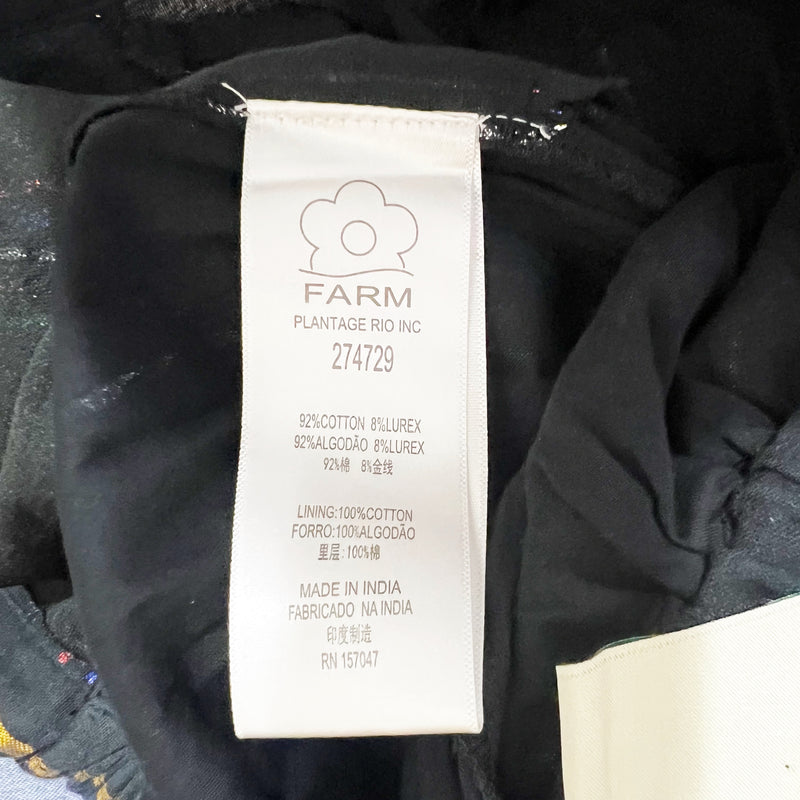 FARM
PLANTAGE RIO INC
274729
92%COTTON 8%LUREX
92%ALGODÃO 8%LUREX
92%棉 8%金线
LINING:100%COTTON
FORRO:100%ALGODÃO
里层:100%棉
MADE IN INDIA
FABRICADO NA INDIA
印度制造
RN 157047